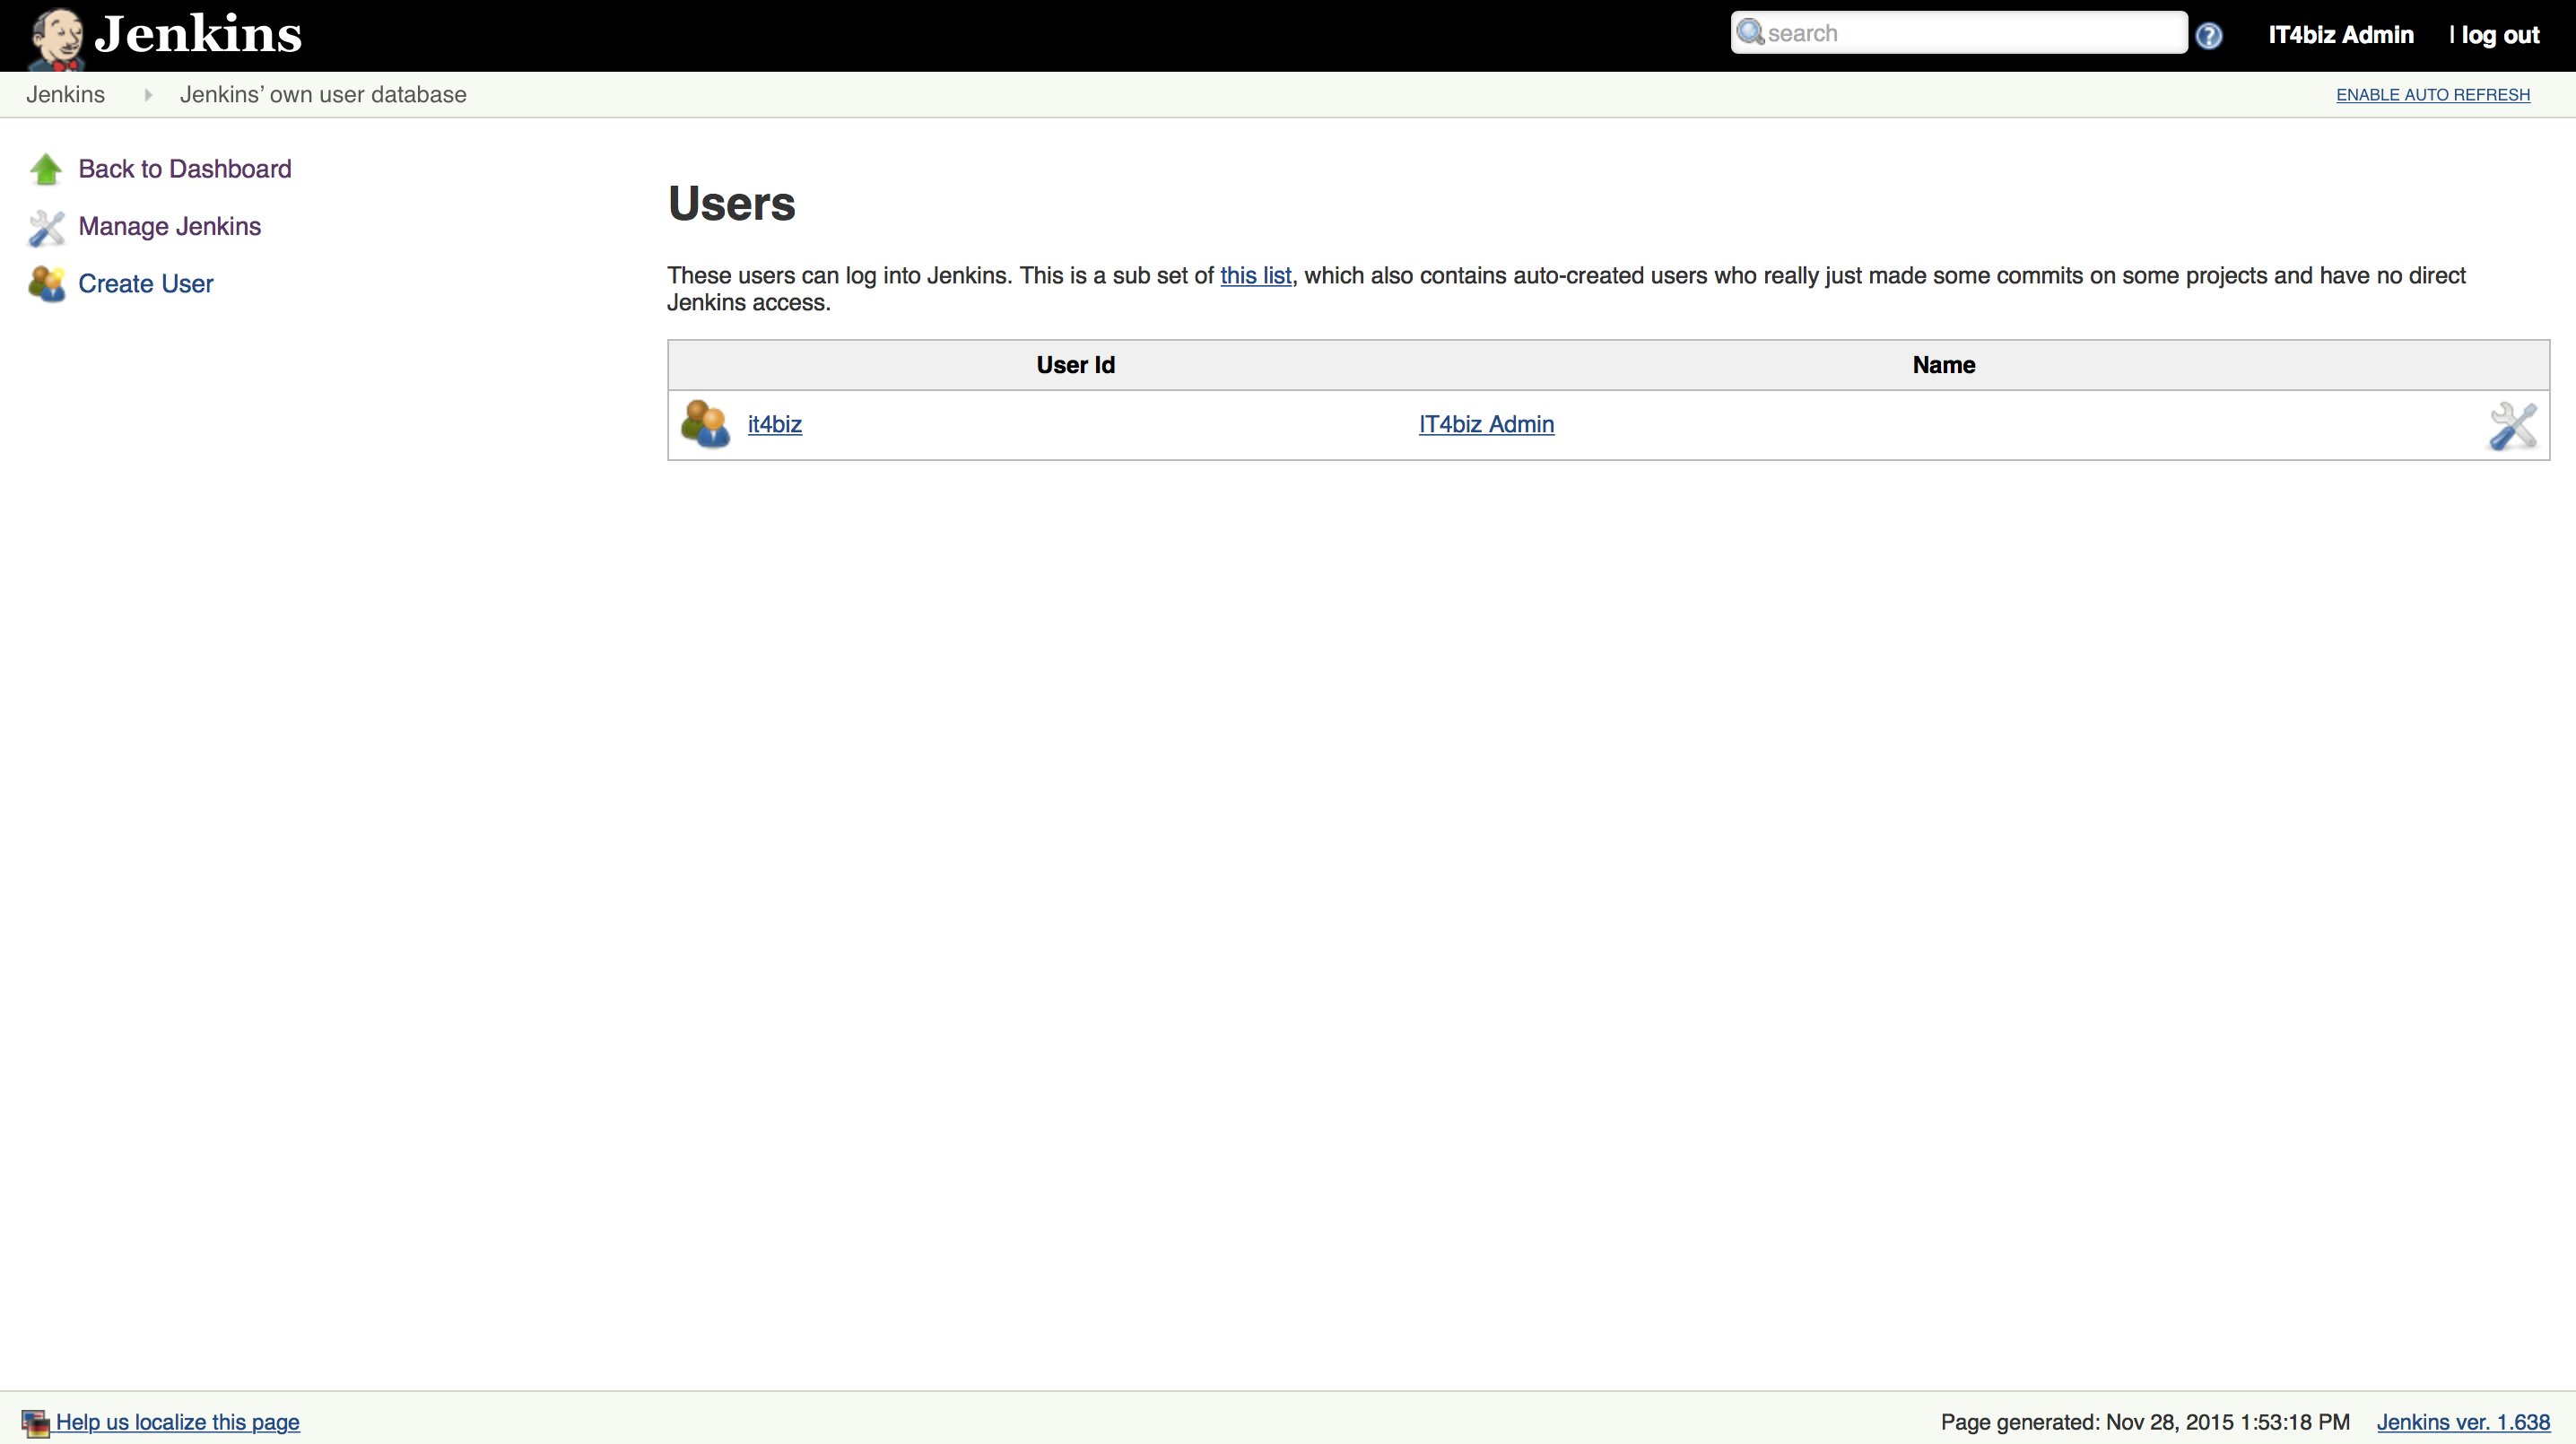 Jenkins
search
IT4biz Admin | log out
Jenkins Jenkins’ own user database
ENABLE AUTO REFRESH
Back to Dashboard
Manage Jenkins
Create User
Users
These users can log into Jenkins. This is a sub set of this list, which also contains auto-created users who really just made some commits on some projects and have no direct
Jenkins access.
User Id Name
it4biz IT4biz Admin
Help us localize this page
Page generated: Nov 28, 2015 1:53:18 PM Jenkins ver. 1.638